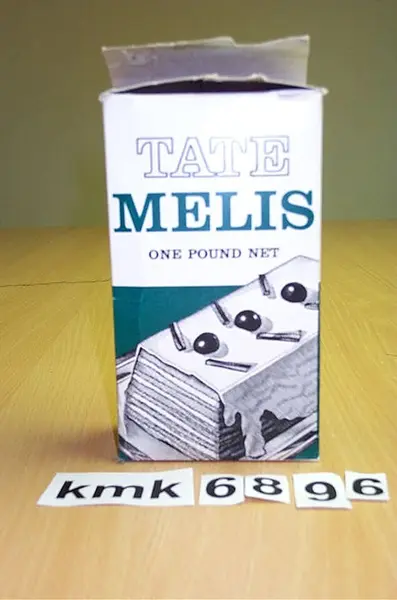 TATE
MELIS
ONE POUND NET
kmk 6896